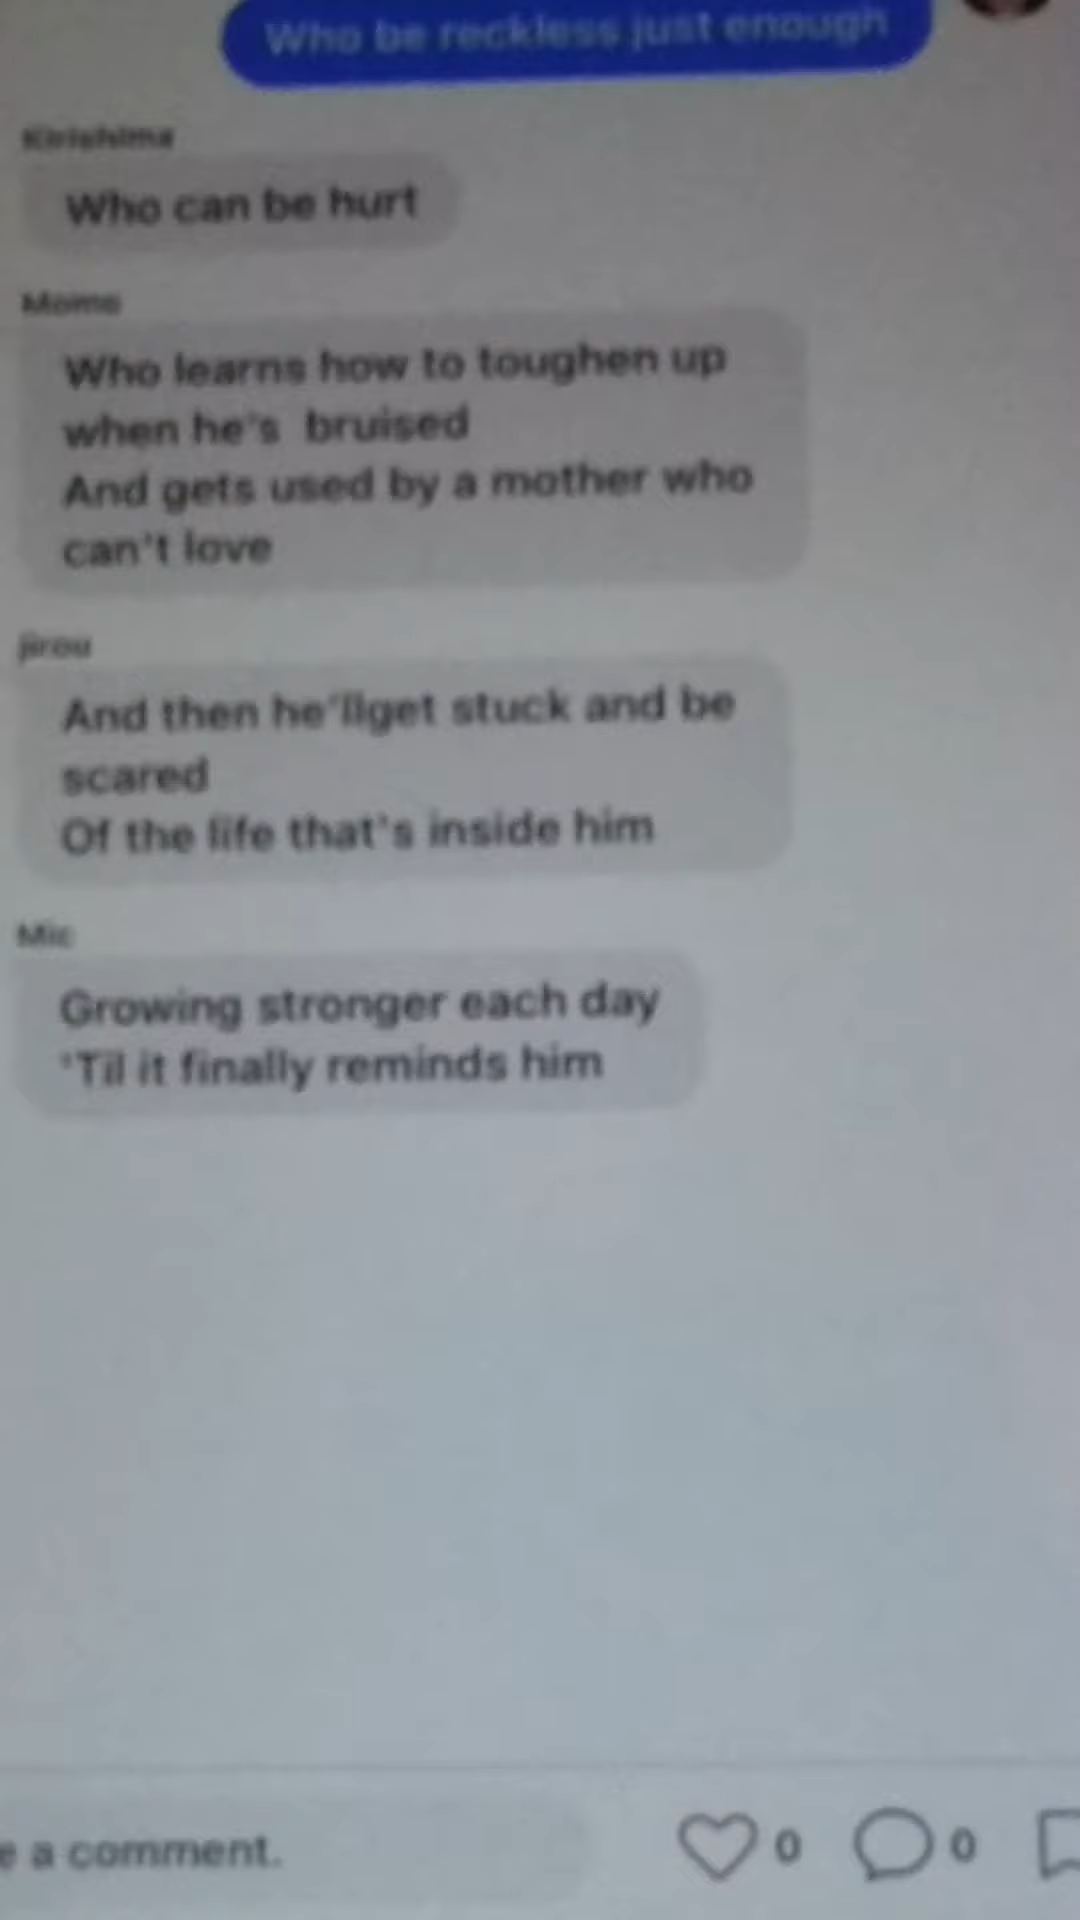 Who be reckless just enough
Kirishima
Who can be hurt
Momo
Who learns how to toughen up
when he's bruised
And gets used by a mother who
can't love
jirou
And then he'llget stuck and be
scared
Of the life that's inside him
Mic
Growing stronger each day
'Til it finally reminds him
e a comment.
0
0